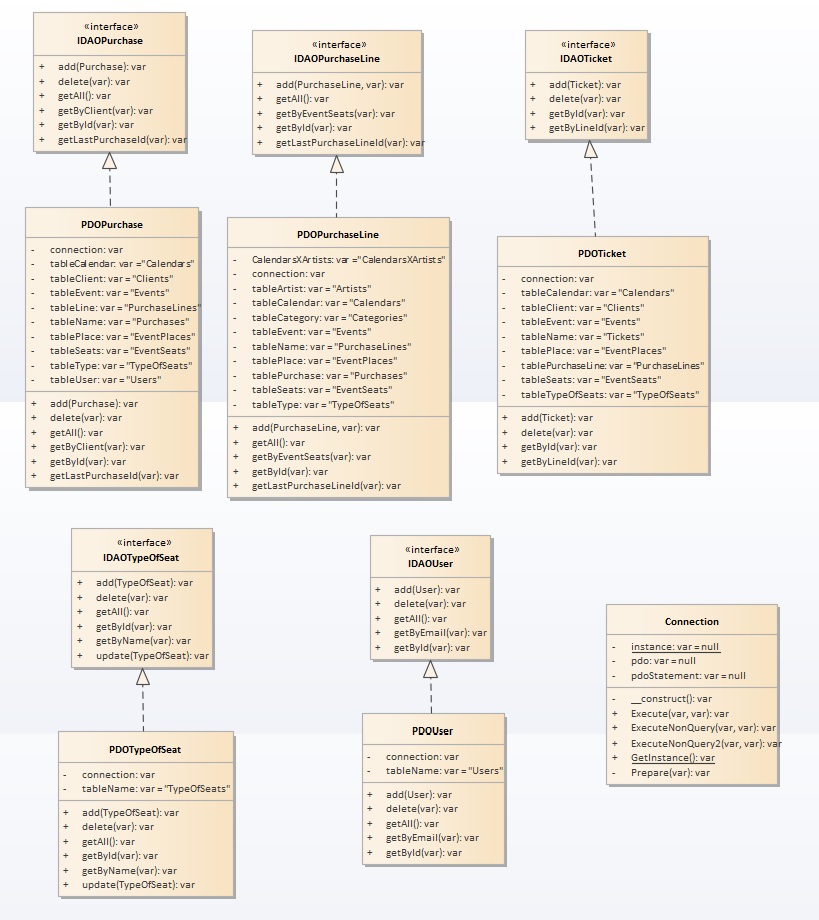 «interface»
IDAOPurchase
+ add(Purchase): var
+ delete(var): var
+ getAll(): var
+ getByClient(var): var
+ getById(var): var
+ getLastPurchaseId(var): var
«interface»
IDAOPurchaseLine
+ add(PurchaseLine, var): var
+ getAll(): var
+ getByEventSeats(var): var
+ getById(var): var
+ getLastPurchaseLineId(var): var
«interface»
IDAOTicket
+ add(Ticket): var
+ delete(var): var
+ getById(var): var
+ getByLineId(var): var
PDOPurchase
- connection: var
- tableCalendar: var ="Calendars"
- tableClient: var = "Clients"
- tableEvent: var = "Events"
- tableLine: var = "PurchaseLines"
- tableName: var = "Purchases"
- tablePlace: var = "EventPlaces"
- tableSeats: var = "EventSeats"
- tableType: var = "TypeOfSeats"
- tableUser: var = "Users"
+ add(Purchase): var
+ delete(var): var
+ getAll(): var
+ getByClient(var): var
+ getById(var): var
+ getLastPurchaseId(var): var
PDOPurchaseLine
- CalendarsXArtists: var ="CalendarsXArtists"
- connection: var
- tableArtist: var = "Artists"
- tableCalendar: var = "Calendars"
- tableCategory: var = "Categories"
- tableEvent: var = "Events"
- tableName: var = "PurchaseLines"
- tablePlace: var = "EventPlaces"
- tablePurchase: var = "Purchases"
- tableSeats: var = "EventSeats"
- tableType: var = "TypeOfSeats"
+ add(PurchaseLine, var): var
+ getAll(): var
+ getByEventSeats(var): var
+ getById(var): var
+ getLastPurchaseLineId(var): var
PDOTicket
- connection: var
- tableCalendar: var = "Calendars"
- tableClient: var = "Clients"
- tableEvent: var = "Events"
- tableName: var = "Tickets"
- tablePlace: var = "EventPlaces"
- tablePurchaseLine: var = "PurchaseLines"
- tableSeats: var = "EventSeats"
- tableTypeOfSeats: var = "TypeOfSeats"
+ add(Ticket): var
+ delete(var): var
+ getById(var): var
+ getByLineId(var): var
«interface»
IDAOTypeOfSeat
+ add(TypeOfSeat): var
+ delete(var): var
+ getAll(): var
+ getById(var): var
+ getByName(var): var
+ update(TypeOfSeat): var
«interface»
IDAOUser
+ add(User): var
+ delete(var): var
+ getAll(): var
+ getByEmail(var): var
+ getById(var): var
Connection
- instance: var = null
- pdo: var = null
- pdoStatement: var = null
- __construct(): var
+ Execute(var, var): var
+ ExecuteNonQuery(var, var): var
+ ExecuteNonQuery2(var, var): var
+ GetInstance(): var
- Prepare(var): var
PDOTypeOfSeat
- connection: var
- tableName: var = "TypeOfSeats"
+ add(TypeOfSeat): var
+ delete(var): var
+ getAll(): var
+ getById(var): var
+ getByName(var): var
+ update(TypeOfSeat): var
PDOUser
- connection: var
- tableName: var = "Users"
+ add(User): var
+ delete(var): var
+ getAll(): var
+ getByEmail(var): var
+ getById(var): var